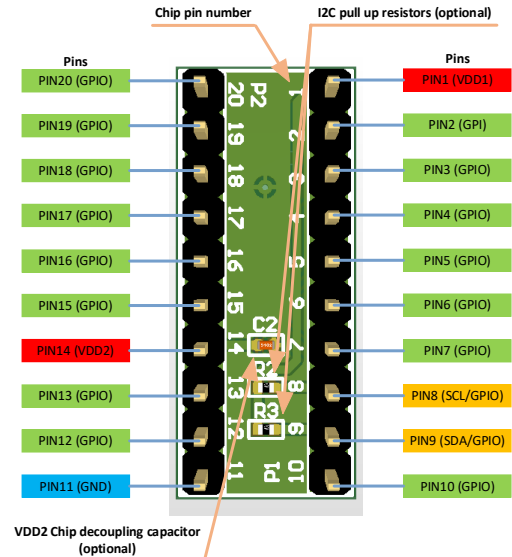 Chip pin number
I2C pull up resistors (optional)
Pins
Pins
PIN20 (GPIO)
PIN19 (GPIO)
PIN18 (GPIO)
PIN17 (GPIO)
PIN16 (GPIO)
PIN15 (GPIO)
PIN14 (VDD2)
PIN13 (GPIO)
PIN12 (GPIO)
PIN11 (GND)
P2
20
19
18
17
16
15
14
13
12
11
C2
R3
P1
1
2
3
4
5
6
7
8
9
10
PIN1 (VDD1)
PIN2 (GPI)
PIN3 (GPIO)
PIN4 (GPIO)
PIN5 (GPIO)
PIN6 (GPIO)
PIN7 (GPIO)
PIN8 (SCL/GPIO)
PIN9 (SDA/GPIO)
PIN10 (GPIO)
VDD2 Chip decoupling capacitor
(optional)